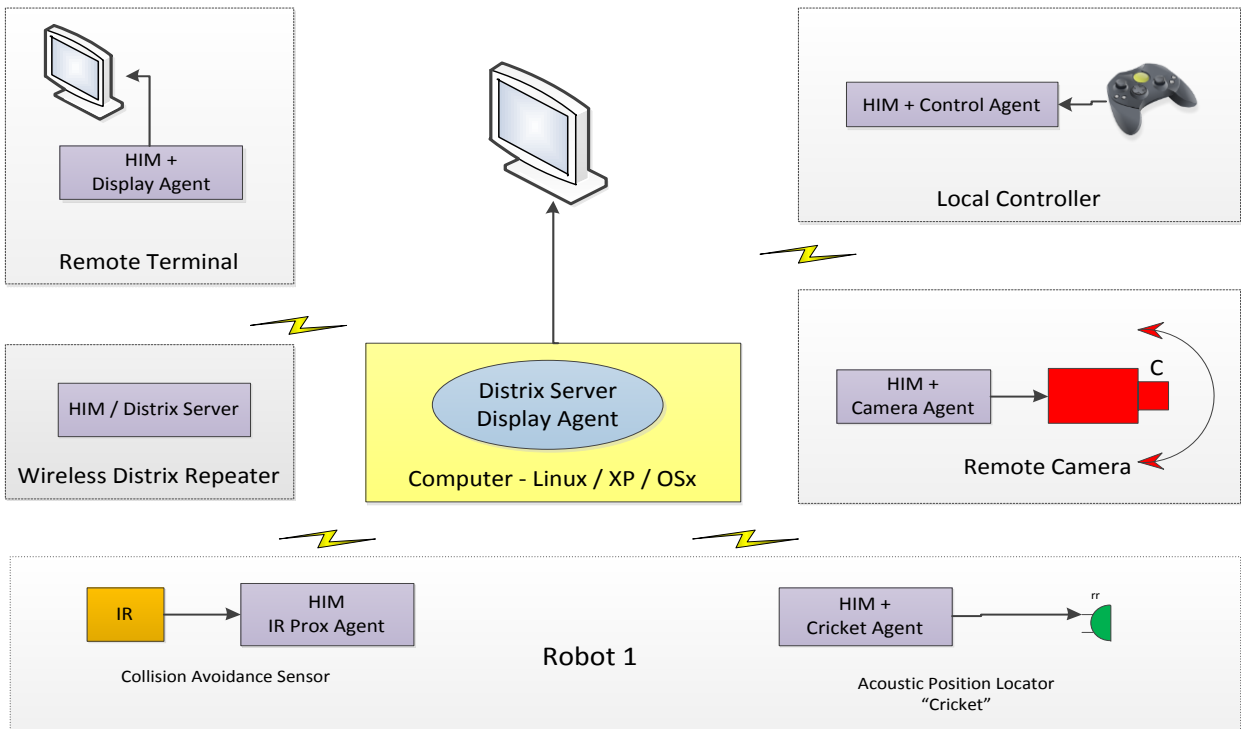 HIM +
Display Agent
Remote Terminal
HIM + Control Agent
Local Controller
HIM / Distrix Server
Wireless Distrix Repeater
Distrix Server
Display Agent
Computer - Linux / XP / OSx
HIM +
Camera Agent
C
Remote Camera
IR
HIM
IR Prox Agent
Collision Avoidance Sensor
Robot 1
HIM +
Cricket Agent
rr
Acoustic Position Locator
“Cricket”